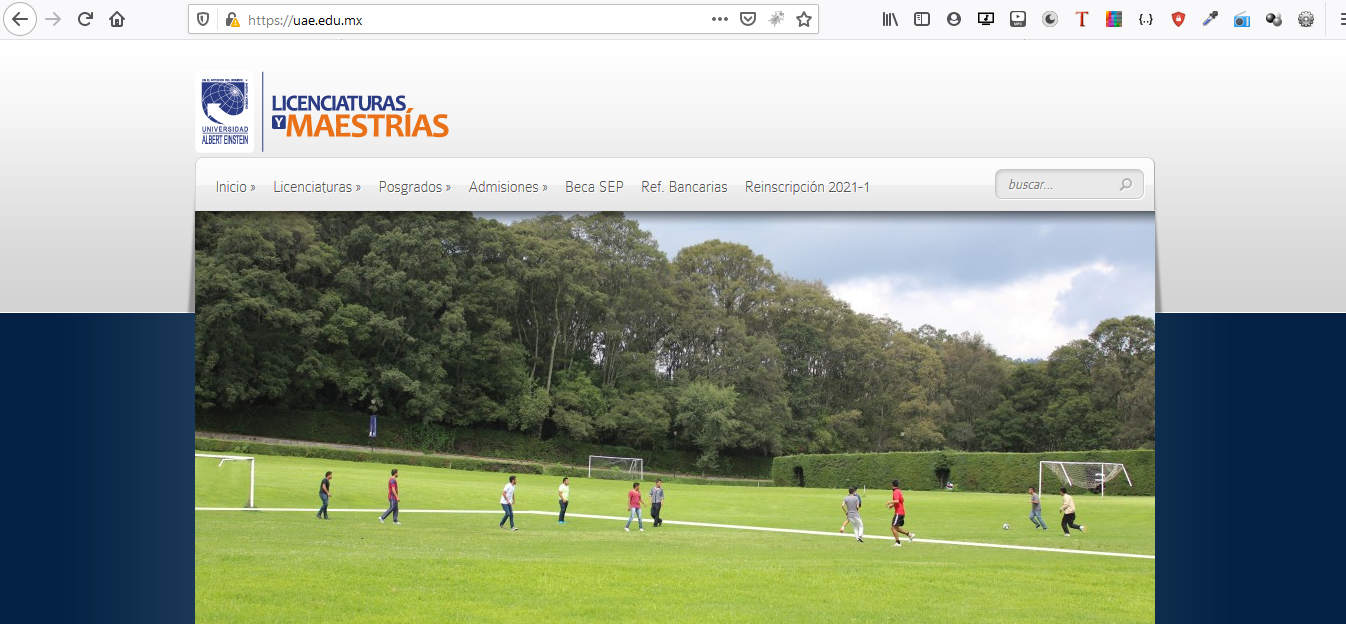 https://uae.edu.mx
UNIVERSIDAD
ALBERT EINSTEIN
LICENCIATURAS
Y MAESTRÍAS
Inicio » Licenciaturas » Posgrados » Admisiones » Beca SEP Ref. Bancarias Reinscripción 2021-1
buscar...